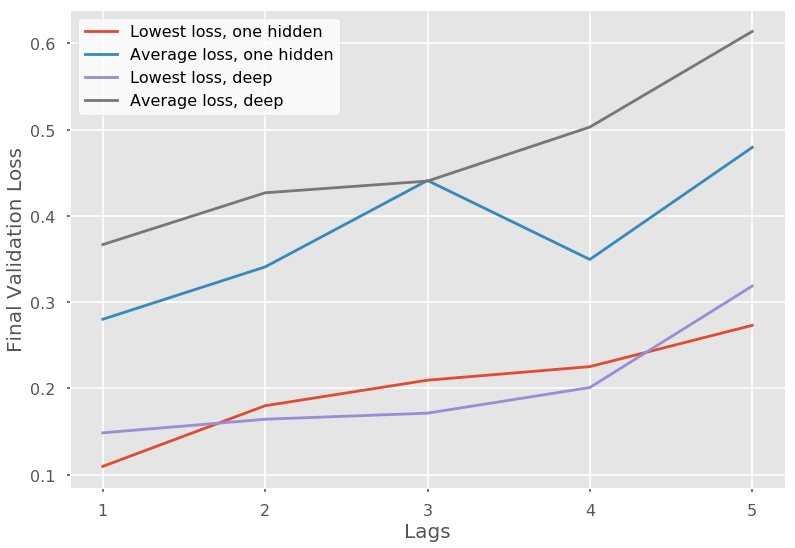 Lowest loss, one hidden
Average loss, one hidden
Lowest loss, deep
Average loss, deep
Final Validation Loss
0.6
0.5
0.4
0.3
0.2
0.1
1 2 3 4 5
Lags